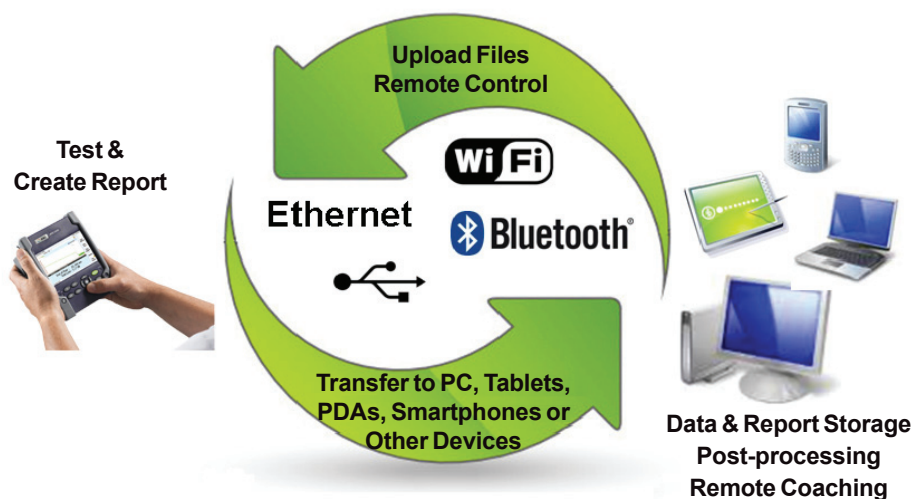 Upload Files
Remote Control
Test &
Create Report
WiFi
Ethernet
Bluetooth®
Transfer to PC, Tablets,
PDAs, Smartphones or
Other Devices
Data & Report Storage
Post-processing
Remote Coaching